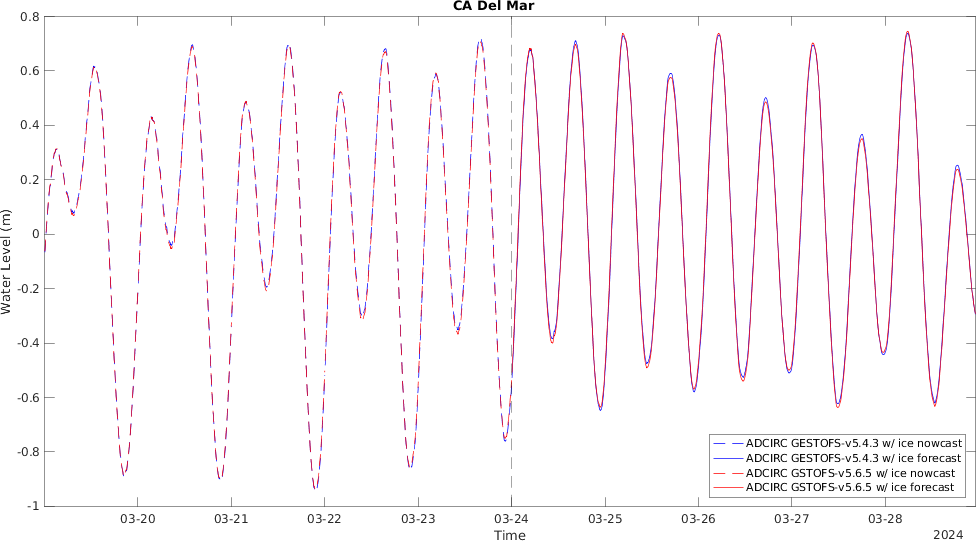 CA Del Mar
0.8
0.6
0.4
0.2
0
-0.2
-0.4
-0.6
-0.8
-1
Water Level (m)
ADCIRC GESTOFS-v5.4.3 w/ ice nowcast
ADCIRC GESTOFS-v5.4.3 w/ ice forecast
ADCIRC GSTOFS-v5.6.5 w/ ice nowcast
ADCIRC GSTOFS-v5.6.5 w/ ice forecast
03-20 03-21 03-22 03-23 03-24 03-25 03-26 03-27 03-28
Time
2024